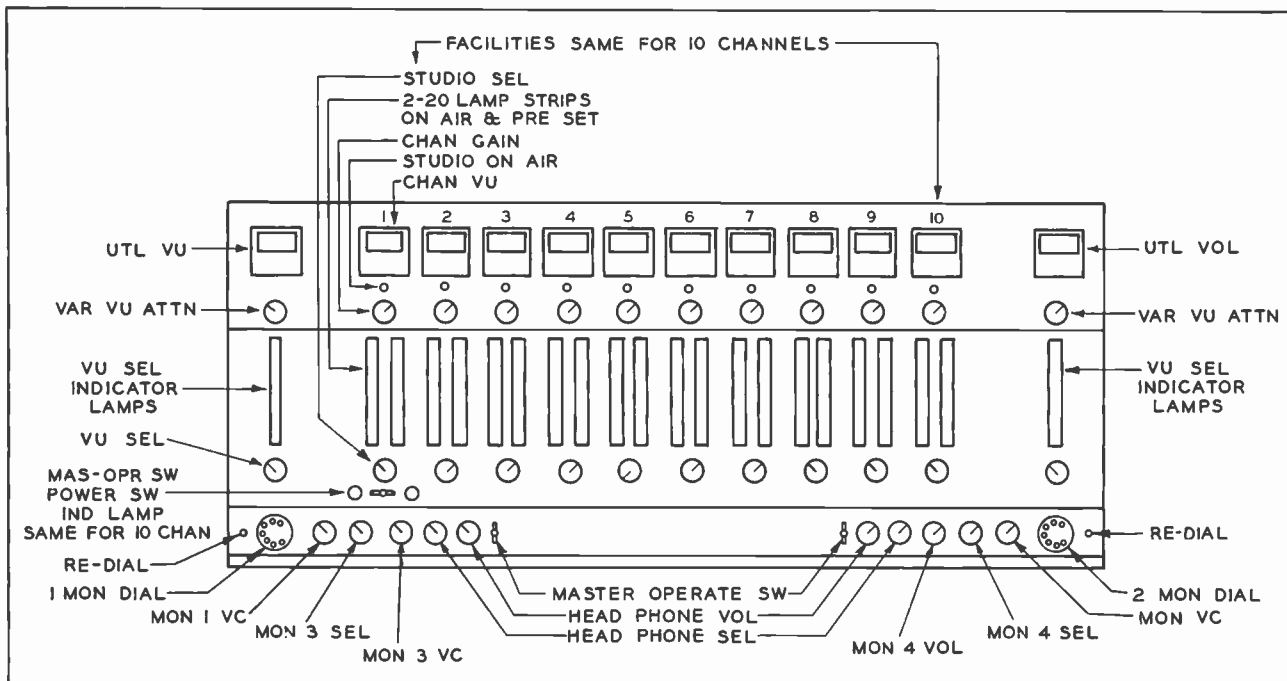 FACILITIES SAME FOR 10 CHANNELS
STUDIO SEL
2-20 LAMP STRIPS
ON AIR & PRE SET
CHAN GAIN
STUDIO ON AIR
CHAN VU
1 2 3 4 5 6 7 8 9 10
UTL VU
UTL VOL
VAR VU ATTN
VAR VU ATTN
VU SEL
INDICATOR
LAMPS
VU SEL
INDICATOR
LAMPS
VU SEL
MAS-OPR SW
POWER SW
IND LAMP
SAME FOR 10 CHAN
RE-DIAL
1 MON DIAL
MON 1 VC
MON 3 SEL
MON 3 VC
MASTER OPERATE SW
HEAD PHONE VOL
HEAD PHONE SEL
MON 4 VOL
MON 4 SEL
MON VC
2 MON DIAL
RE-DIAL